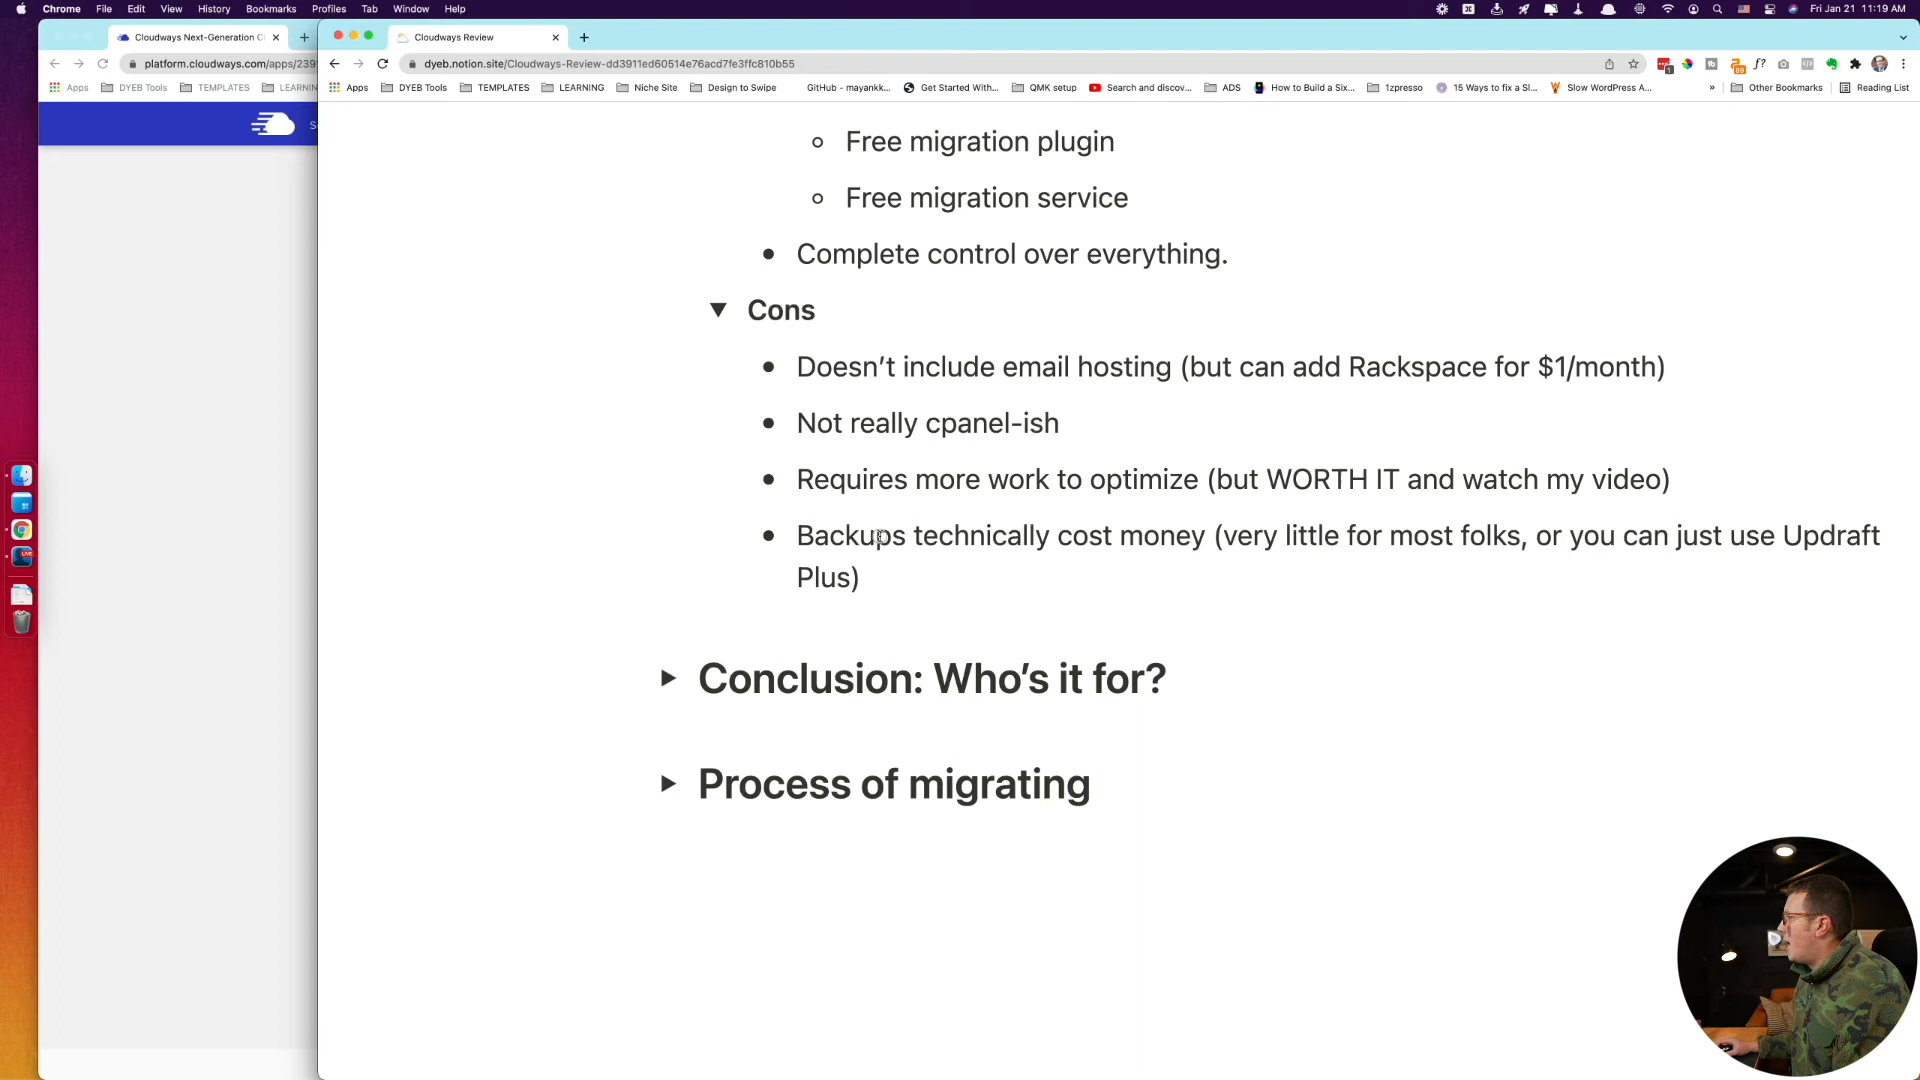 Chrome File Edit View History Bookmarks Profiles Tab Window Help
Fri Jan 21 11:19 AM
Cloudways Next-Generation C
Cloudways Review
platform.cloudways.com/apps/239
dyeb.notion.site/Cloudways-Review-dd3911ed60514e76acd7fe3ffc810b55
Apps DYEB Tools TEMPLATES LEARNIN
Apps DYEB Tools TEMPLATES LEARNING Niche Site Design to Swipe GitHub - mayankk... Get Started With... QMK setup Search and discov... ADS How to Build a Six... 1zpresso 15 Ways to fix a Sl... Slow WordPress A... » Other Bookmarks Reading List
S
Free migration plugin
Free migration service
Complete control over everything.
Cons
Doesn’t include email hosting (but can add Rackspace for $1/month)
Not really cpanel-ish
Requires more work to optimize (but WORTH IT and watch my video)
Backups technically cost money (very little for most folks, or you can just use Updraft
Plus)
Conclusion: Who’s it for?
Process of migrating